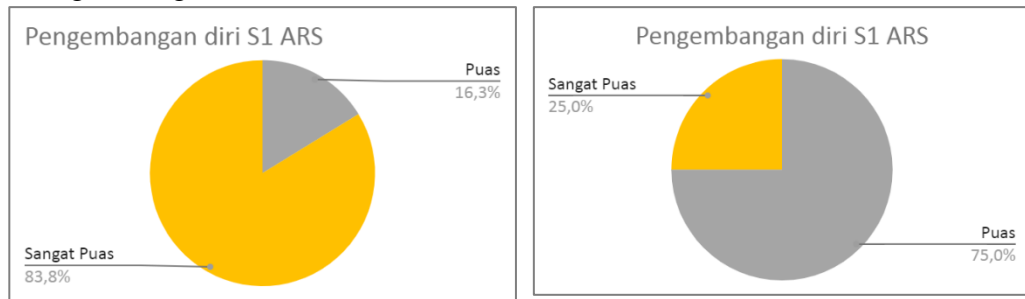 Pengembangan diri S1 ARS
Puas
16,3%
Sangat Puas
83,8%
Pengembangan diri S1 ARS
Sangat Puas
25,0%
Puas
75,0%